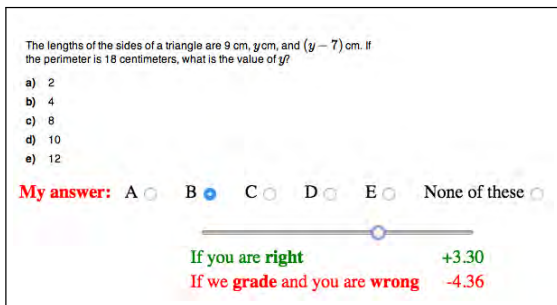 The lengths of the sides of a triangle are 9 cm, ycm, and (y − 7) cm. If
the perimeter is 18 centimeters, what is the value of y?
a) 2
b) 4
c) 8
d) 10
e) 12
My answer: A B C D E None of these
If you are right +3.30
If we grade and you are wrong -4.36